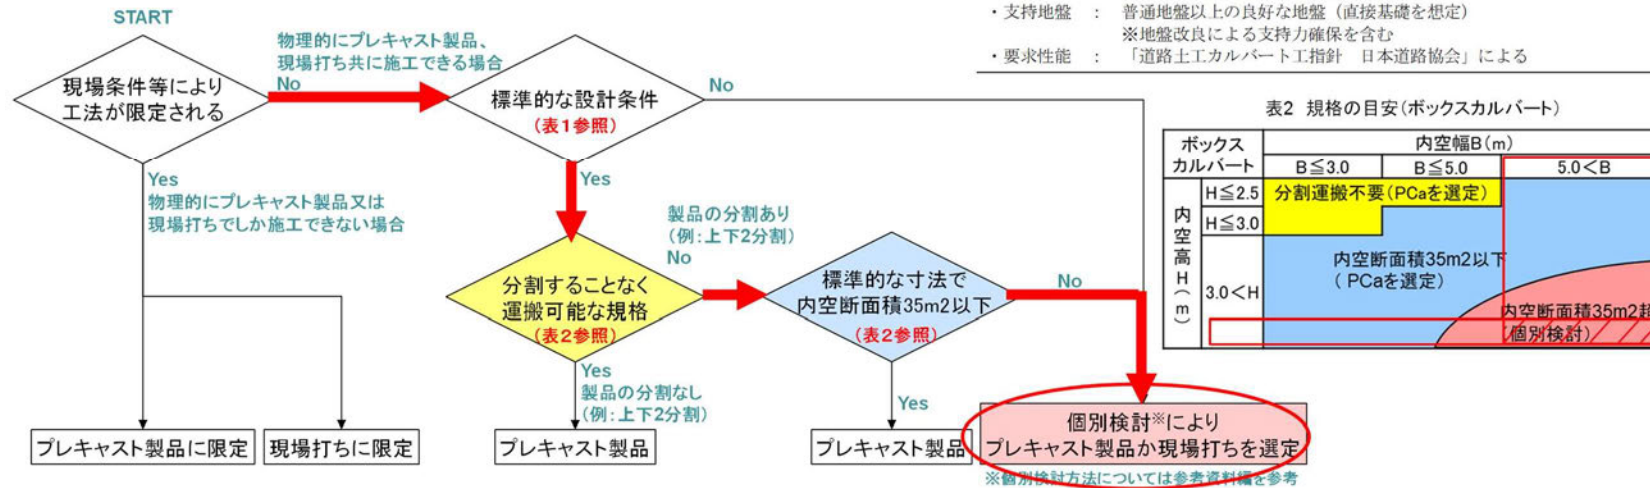 START
・支持地盤　：　普通地盤以上の良好な地盤（直接基礎を想定）
※地盤改良による支持力確保を含む
・要求性能　：　「道路土工カルバート工指針　日本道路協会」による
物理的にプレキャスト製品、
現場打ち共に施工できる場合
No
現場条件等により
工法が限定される
標準的な設計条件
(表1参照)
No
Yes
物理的にプレキャスト製品又は
現場打ちでしか施工できない場合
Yes
製品の分割あり
(例:上下2分割)
No
分割することなく
運搬可能な規格
(表2参照)
標準的な寸法で
内空断面積35m2以下
(表2参照)
No
Yes
製品の分割なし
(例:上下2分割)
Yes
プレキャスト製品に限定
現場打ちに限定
プレキャスト製品
プレキャスト製品
個別検討※により
プレキャスト製品か現場打ちを選定
※個別検討方法については参考資料編を参考
表2 規格の目安(ボックスカルバート)
ボックス
カルバート
内空幅B(m)
B≦3.0
B≦5.0
5.0<B
内空高H(m)
H≦2.5
H≦3.0
3.0<H
分割運搬不要(PCaを選定)
内空断面積35m2以下
( PCaを選定)
内空断面積35m2超
(個別検討)